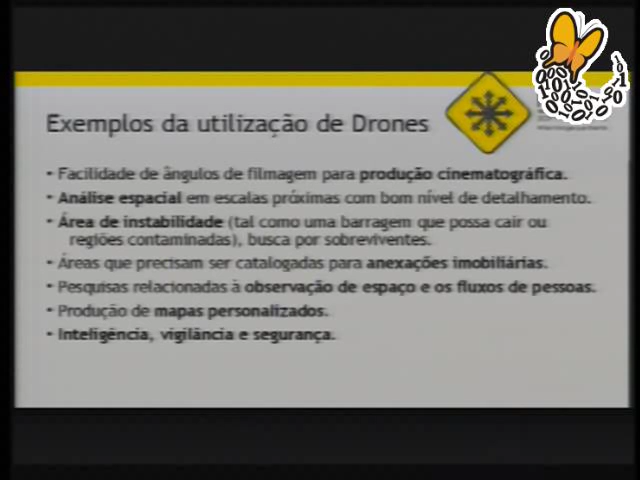 Exemplos da utilização de Drones
• Facilidade de ângulos de filmagem para produção cinematográfica.
• Análise espacial em escalas próximas com bom nível de detalhamento.
• Área de instabilidade (tal como uma barragem que possa cair ou
regiões contaminadas), busca por sobreviventes.
• Áreas que precisam ser catalogadas para anexações imobiliárias.
• Pesquisas relacionadas à observação de espaço e os fluxos de pessoas.
• Produção de mapas personalizados.
• Inteligência, vigilância e segurança.